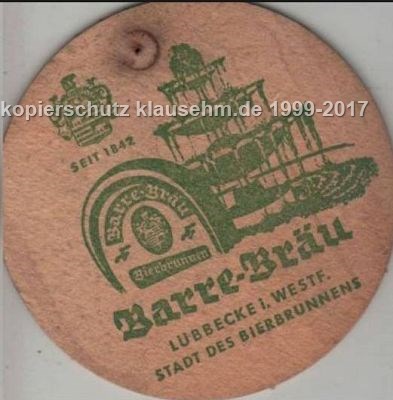 kopierschutz klausehm.de 1999-2017
SEIT 1842
Barre-Bräu
Bierbrunnen
Barre-Bräu
LÜBBECKE i. WESTF.
STADT DES BIERBRUNNENS